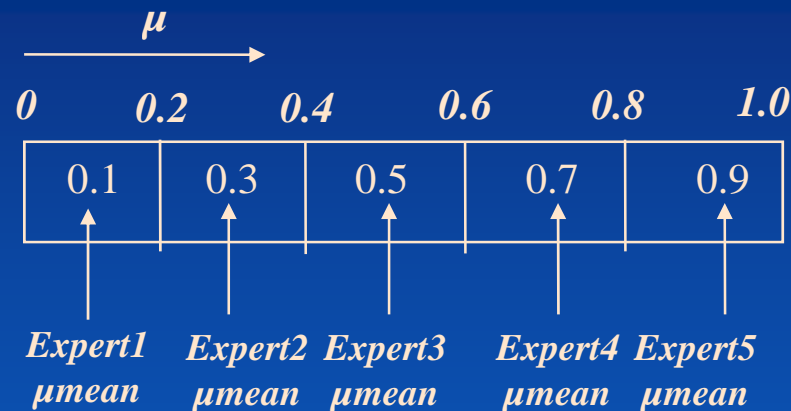 μ
0 0.2 0.4 0.6 0.8 1.0
0.1 0.3 0.5 0.7 0.9
Expert1 Expert2 Expert3 Expert4 Expert5
μmean μmean μmean μmean μmean